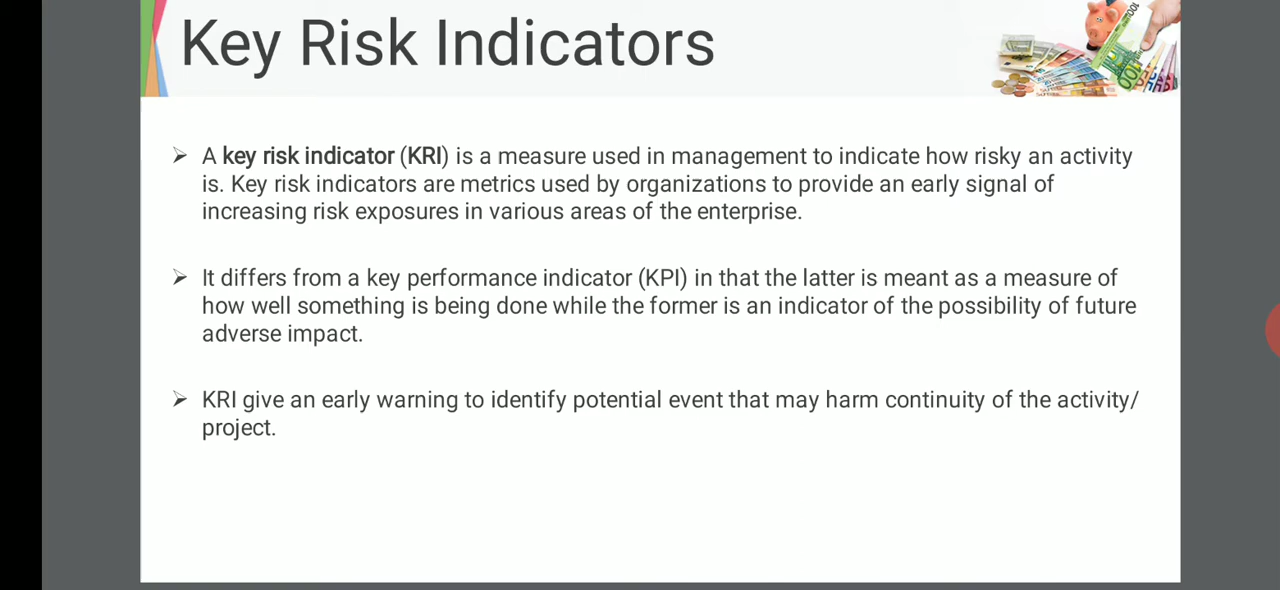 Key Risk Indicators
➢ A key risk indicator (KRI) is a measure used in management to indicate how risky an activity
is. Key risk indicators are metrics used by organizations to provide an early signal of
increasing risk exposures in various areas of the enterprise.
➢ It differs from a key performance indicator (KPI) in that the latter is meant as a measure of
how well something is being done while the former is an indicator of the possibility of future
adverse impact.
➢ KRI give an early warning to identify potential event that may harm continuity of the activity/
project.